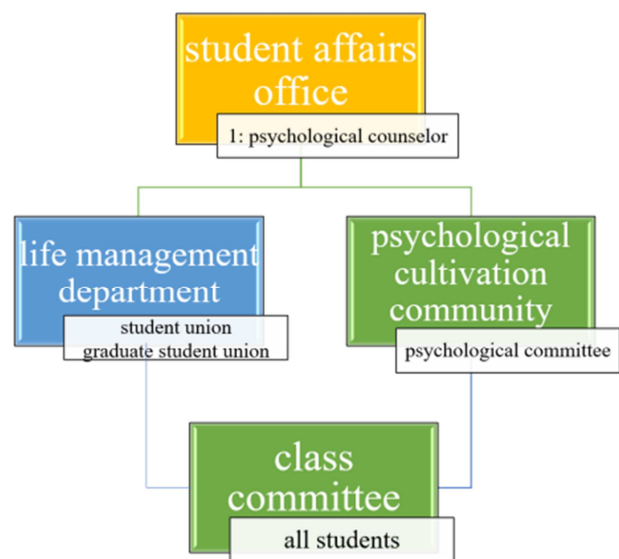 student affairs
office
1: psychological counselor
life management
department
student union
graduate student union
psychological
cultivation
community
psychological committee
class
committee
all students